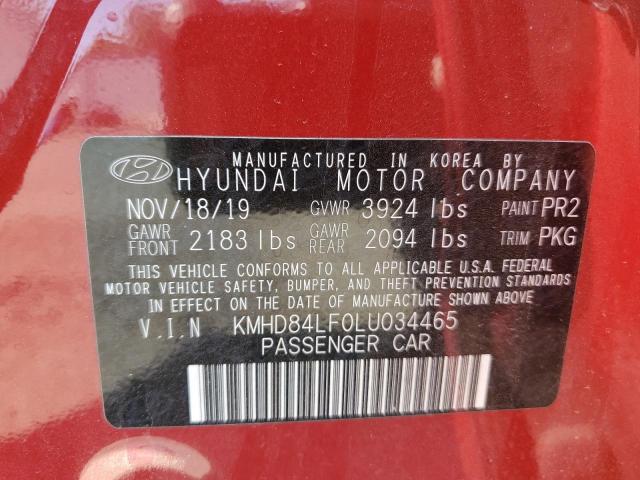 MANUFACTURED IN KOREA BY
HYUNDAI MOTOR COMPANY
NOV/18/19 GVWR 3924 lbs PAINT PR2
GAWR FRONT 2183 lbs GAWR REAR 2094 lbs TRIM PKG
THIS VEHICLE CONFORMS TO ALL APPLICABLE U.S.A. FEDERAL
MOTOR VEHICLE SAFETY, BUMPER, AND THEFT PREVENTION STANDARDS
IN EFFECT ON THE DATE OF MANUFACTURE SHOWN ABOVE.
V.I.N KMHD84LF0LU034465
PASSENGER CAR